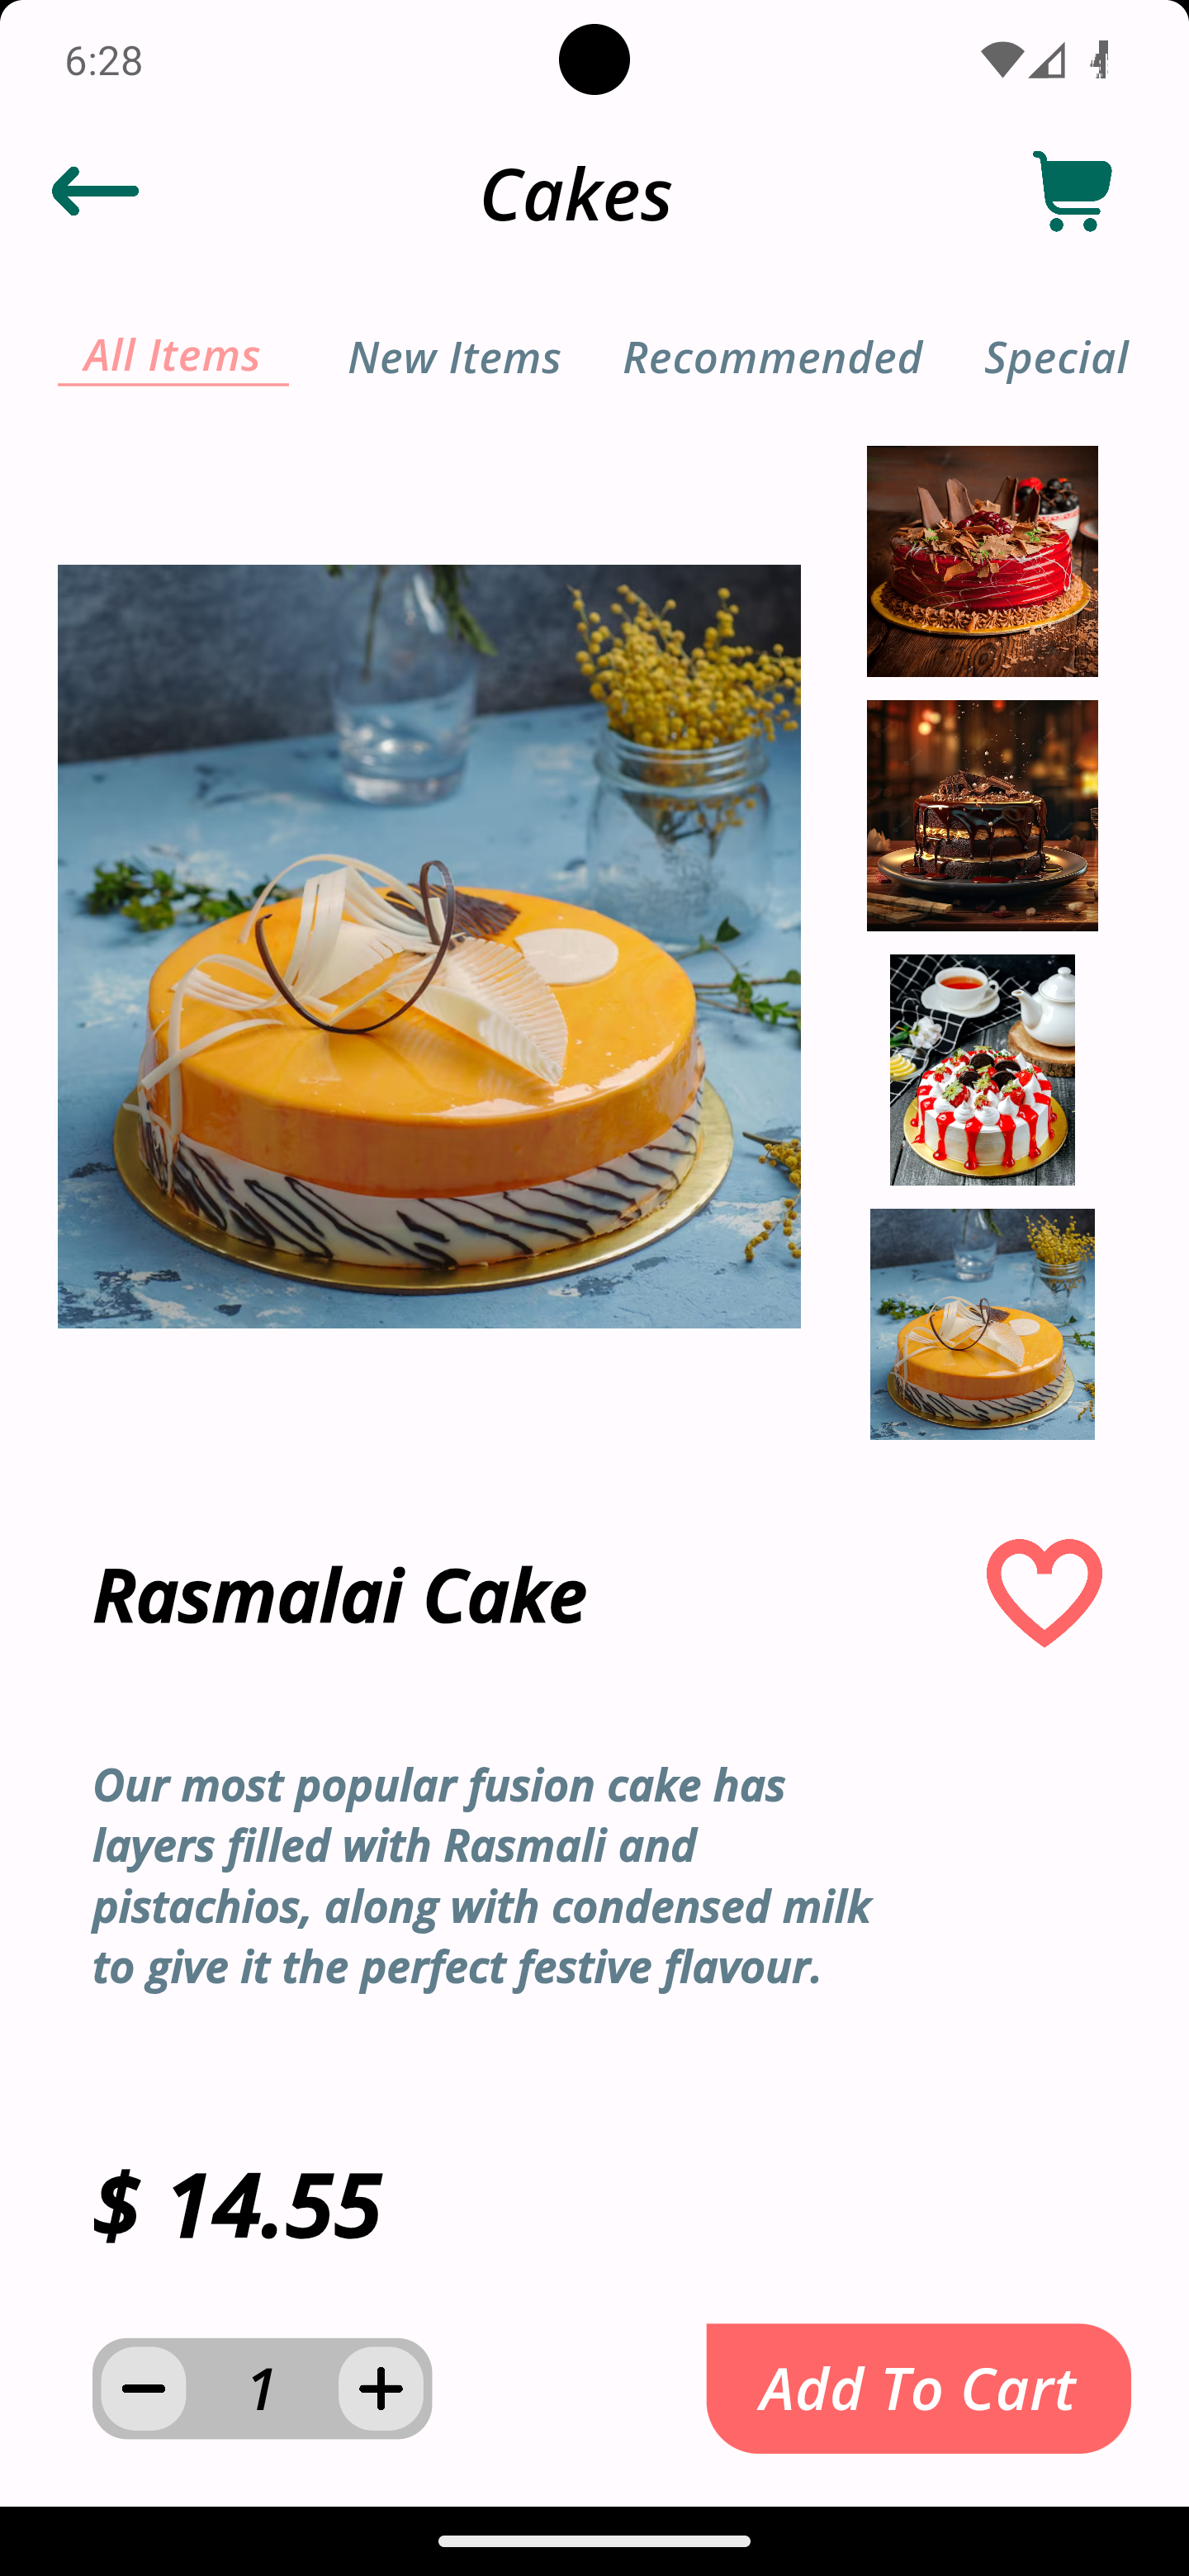 6:28
Cakes
All Items New Items Recommended Special
Rasmalai Cake
Our most popular fusion cake has
layers filled with Rasmali and
pistachios, along with condensed milk
to give it the perfect festive flavour.
$ 14.55
1
Add To Cart